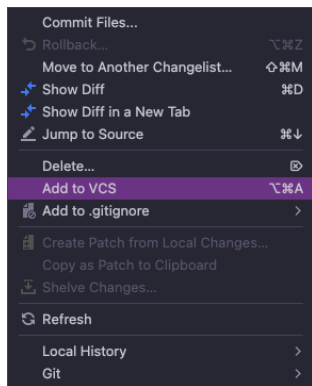 Commit Files...
Rollback... ⌥⌘Z
Move to Another Changelist... ⇧⌘M
Show Diff ⌘D
Show Diff in a New Tab
Jump to Source ⌘↓
Delete... ⌦
Add to VCS ⌥⌘A
Add to .gitignore >
Create Patch from Local Changes...
Copy as Patch to Clipboard
Shelve Changes...
Refresh
Local History >
Git >